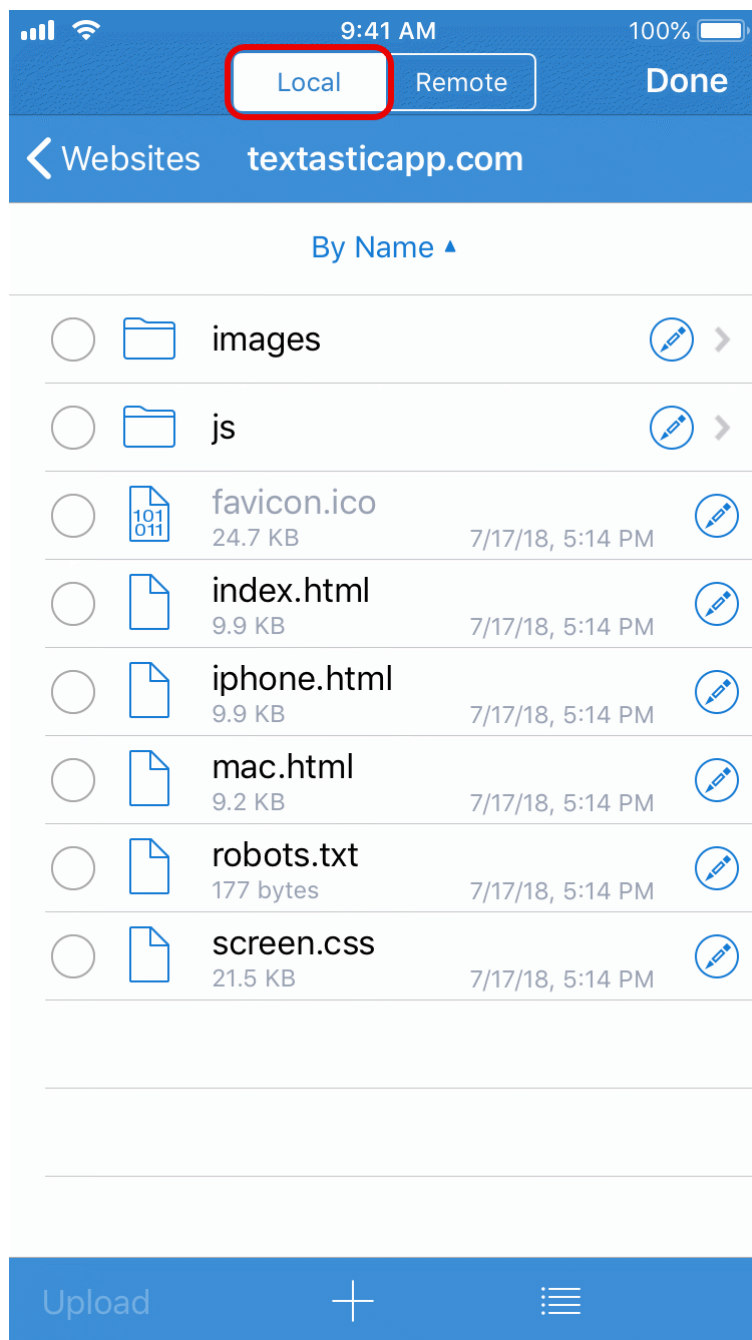 9:41 AM 100%
Local Remote Done
Websites textasticapp.com
By Name
images
js
101
011
favicon.ico
24.7 KB 7/17/18, 5:14 PM
index.html
9.9 KB 7/17/18, 5:14 PM
iphone.html
9.9 KB 7/17/18, 5:14 PM
mac.html
9.2 KB 7/17/18, 5:14 PM
robots.txt
177 bytes 7/17/18, 5:14 PM
screen.css
21.5 KB 7/17/18, 5:14 PM
Upload